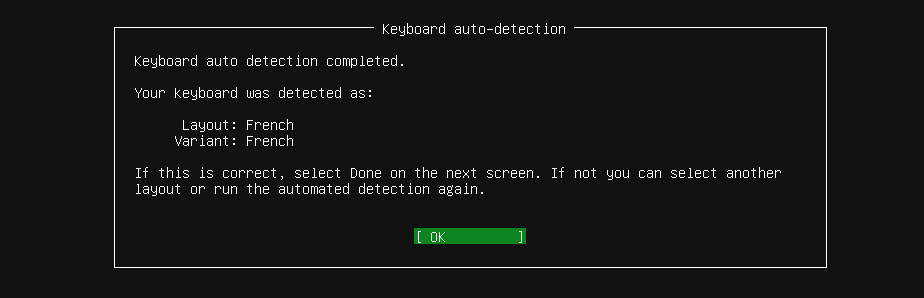 Keyboard auto-detection
Keyboard auto detection completed.
Your keyboard was detected as:
Layout: French
Variant: French
If this is correct, select Done on the next screen. If not you can select another
layout or run the automated detection again.
[ OK ]